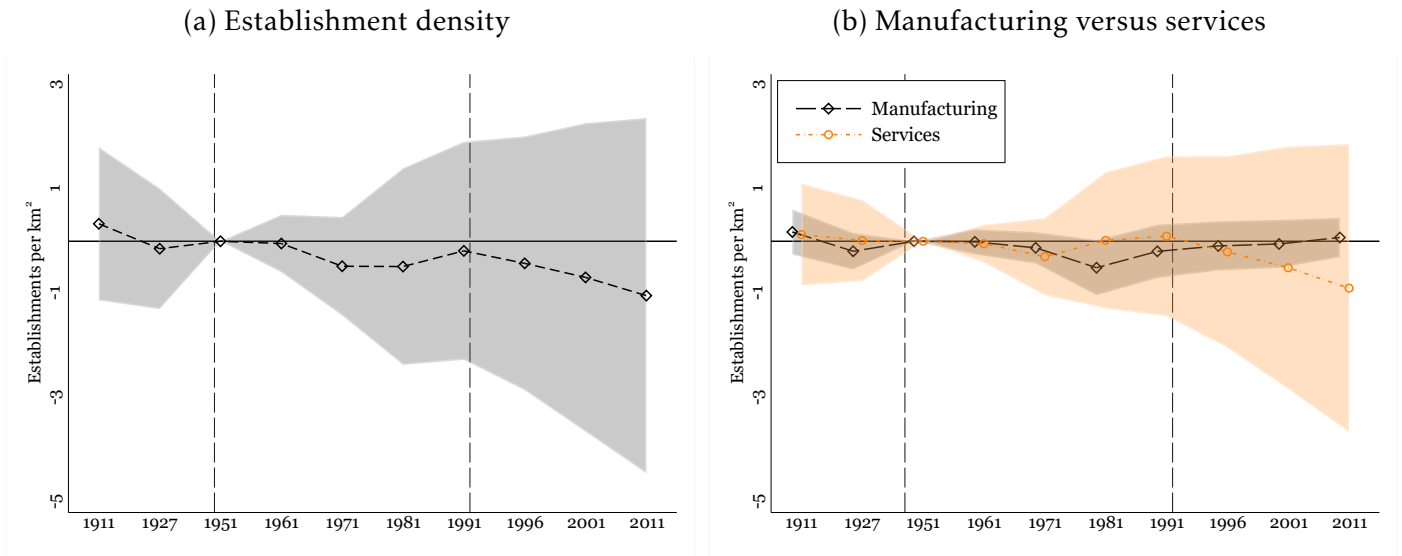 (a) Establishment density
Establishments per km²
3
1
-1
-3
-5
1911 1927 1951 1961 1971 1981 1991 1996 2001 2011
(b) Manufacturing versus services
Manufacturing
Services
Establishments per km²
3
1
-1
-3
-5
1911 1927 1951 1961 1971 1981 1991 1996 2001 2011